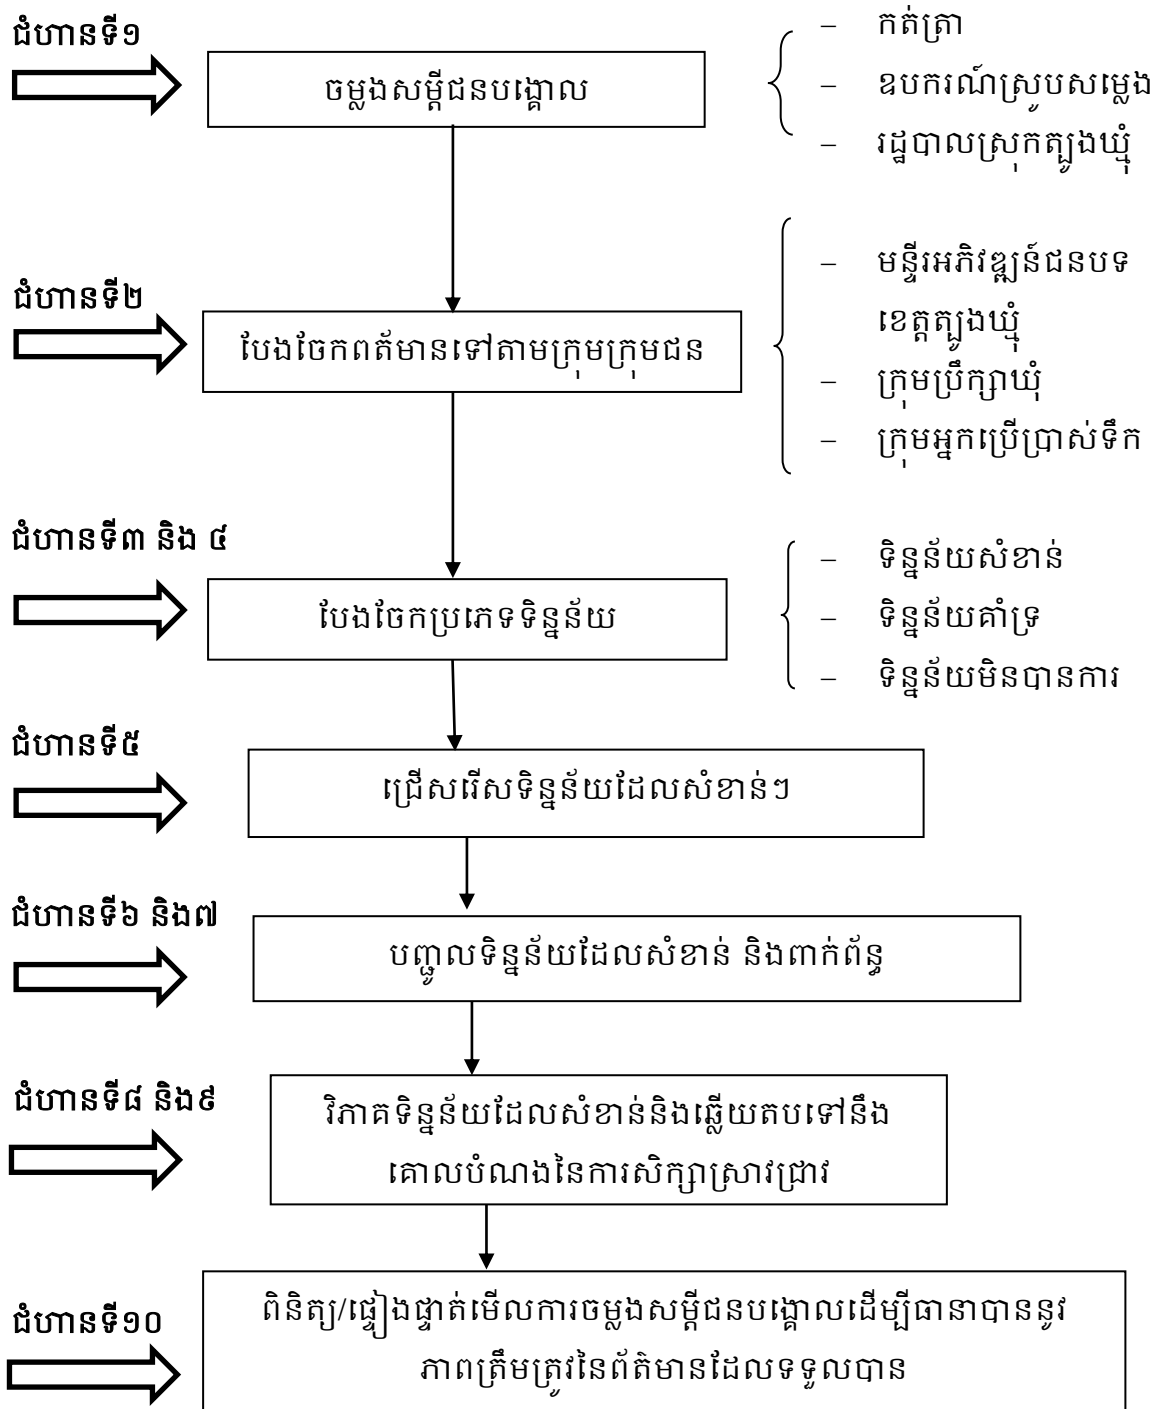 ជំហានទី១
ចម្លងសម្ដីជនបង្គោល
– កត់ត្រា
– ឧបករណ៍ស្រូបសម្លេង
– រដ្ឋបាលស្រុកត្បូងឃ្មុំ
ជំហានទី២
បែងចែកពត័មានទៅតាមក្រុមក្រុមជន
– មន្ទីរអភិវឌ្ឍន៍ជនបទ
ខេត្តត្បូងឃ្មុំ
– ក្រុមប្រឹក្សាឃុំ
– ក្រុមអ្នកប្រើប្រាស់ទឹក
ជំហានទី៣ និង ៤
បែងចែកប្រភេទទិន្នន័យ
– ទិន្នន័យសំខាន់
– ទិន្នន័យគាំទ្រ
– ទិន្នន័យមិនបានការ
ជំហានទី៥
ជ្រើសរើសទិន្នន័យដែលសំខាន់ៗ
ជំហានទី៦ និង៧
បញ្ចូលទិន្នន័យដែលសំខាន់ និងពាក់ព័ន្ធ
ជំហានទី៨ និង៩
វិភាគទិន្នន័យដែលសំខាន់និងឆ្លើយតបទៅនឹង
គោលបំណងនៃការសិក្សាស្រាវជ្រាវ
ជំហានទី១០
ពិនិត្យ/ផ្ទៀងផ្ទាត់មើលការចម្លងសម្ដីជនបង្គោលដើម្បីធានាបាននូវ
ភាពត្រឹមត្រូវនៃព័ត៌មានដែលទទួលបាន